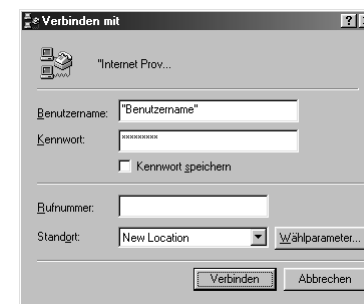 Verbinden mit
"Internet Prov...
Benutzername: "Benutzername"
Kennwort: ×××××××××
Kennwort speichern
Rufnummer:
Standort: New Location Wählparameter...
Verbinden Abbrechen